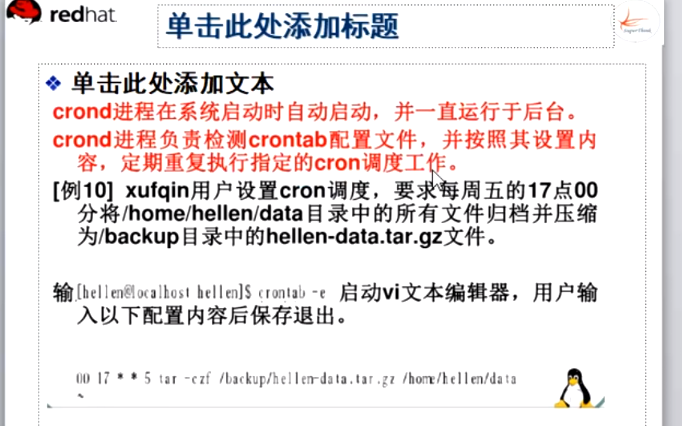 redhat
单击此处添加标题
❖ 单击此处添加文本
crond进程在系统启动时自动启动，并一直运行于后台。
crond进程负责检测crontab配置文件，并按照其设置内
容，定期重复执行指定的cron调度工作。
[例10] xufqin用户设置cron调度，要求每周五的17点00
分将/home/hellen/data目录中的所有文件归档并压缩
为/backup目录中的hellen-data.tar.gz文件。
输[hellen@localhost hellen]$ crontab -e 启动vi文本编辑器，用户输
入以下配置内容后保存退出。
00 17 * * 5 tar -czf /backup/hellen-data.tar.gz /home/hellen/data
~